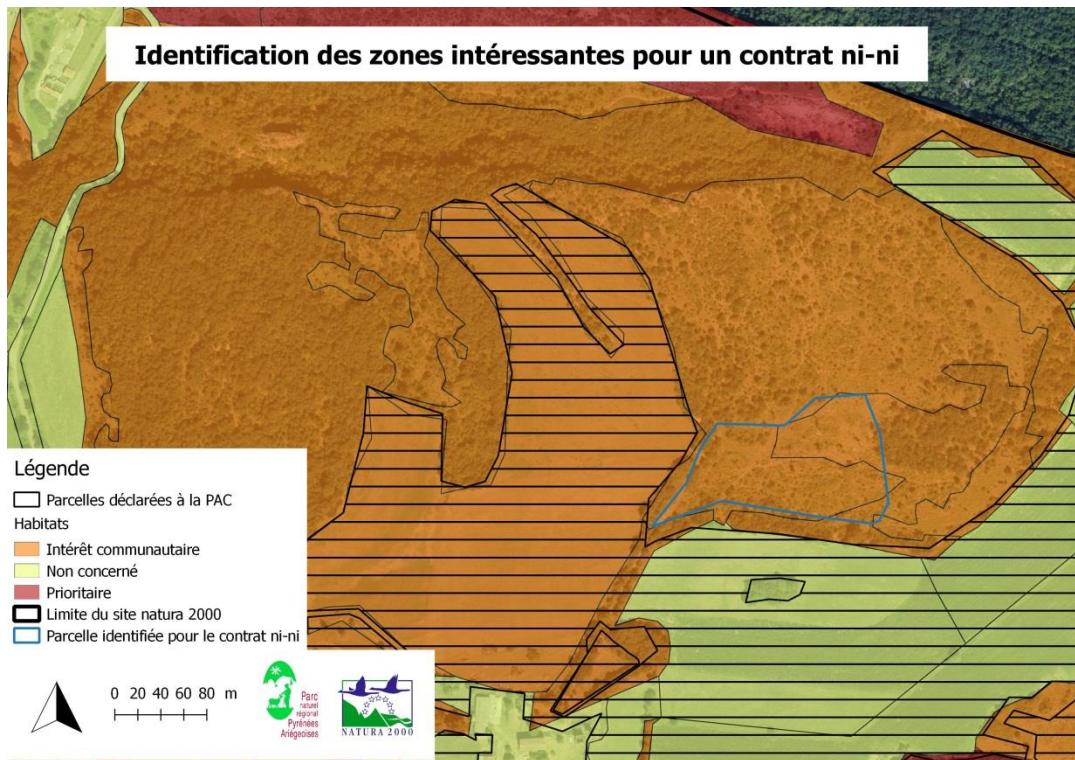 Identification des zones intéressantes pour un contrat ni-ni
Légende
Parcelles déclarées à la PAC
Habitats
Intérêt communautaire
Non concerné
Prioritaire
Limite du site natura 2000
Parcelle identifiée pour le contrat ni-ni
0 20 40 60 80 m
Parc
naturel
régional
Pyrénées
Ariégeoises
NATURA 2000